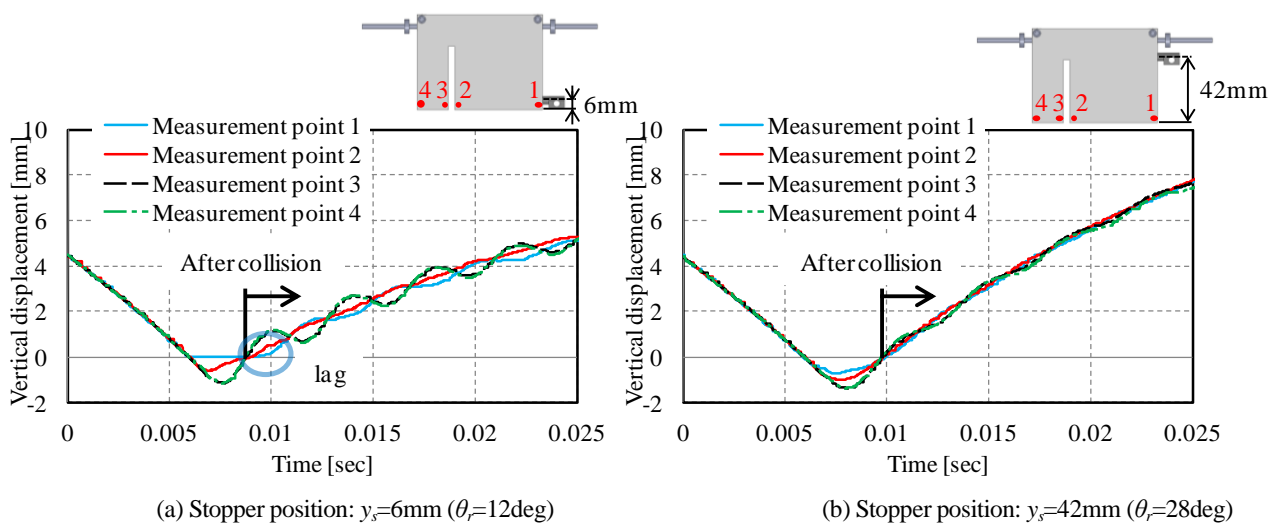 4 3 2 1
6mm
4 3 2 1
42mm
Measurement point 1
Measurement point 2
Measurement point 3
Measurement point 4
After collision
lag
Vertical displacement [mm]
10
8
6
4
2
0
-2
0 0.005 0.01 0.015 0.02 0.025
Time [sec]
(a) Stopper position: yₛ=6mm (θᵣ=12deg)
Measurement point 1
Measurement point 2
Measurement point 3
Measurement point 4
After collision
Vertical displacement [mm]
10
8
6
4
2
0
-2
0 0.005 0.01 0.015 0.02 0.025
Time [sec]
(b) Stopper position: yₛ=42mm (θᵣ=28deg)